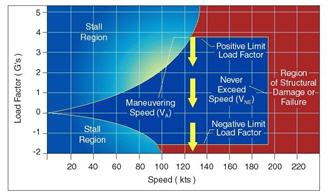 5
4
3
2
1
0
-1
-2
Load Factor ( G's )
Stall
Region
Positive Limit
Load Factor
Never
Exceed
Speed (VNE)
Region
of Structural
Damage or
Failure
Maneuvering
Speed (VA)
Stall
Region
Negative Limit
Load Factor
20 40 60 80 100 120 140 160 180 200 220
Speed ( kts )